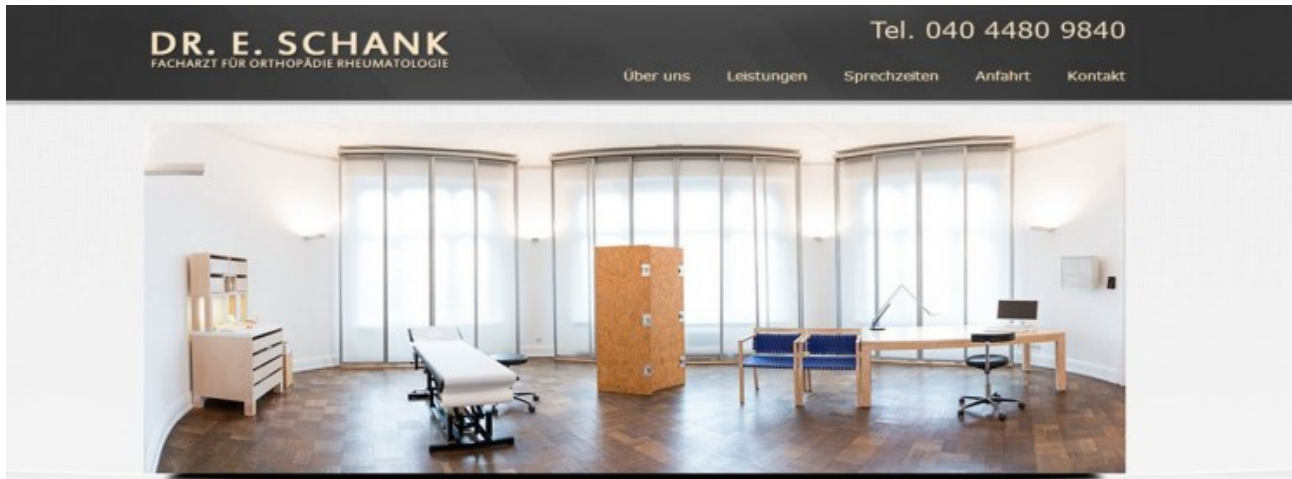 DR. E. SCHANK
FACHARZT FÜR ORTHOPÄDIE RHEUMATOLOGIE
Tel. 040 4480 9840
Über uns Leistungen Sprechzeiten Anfahrt Kontakt